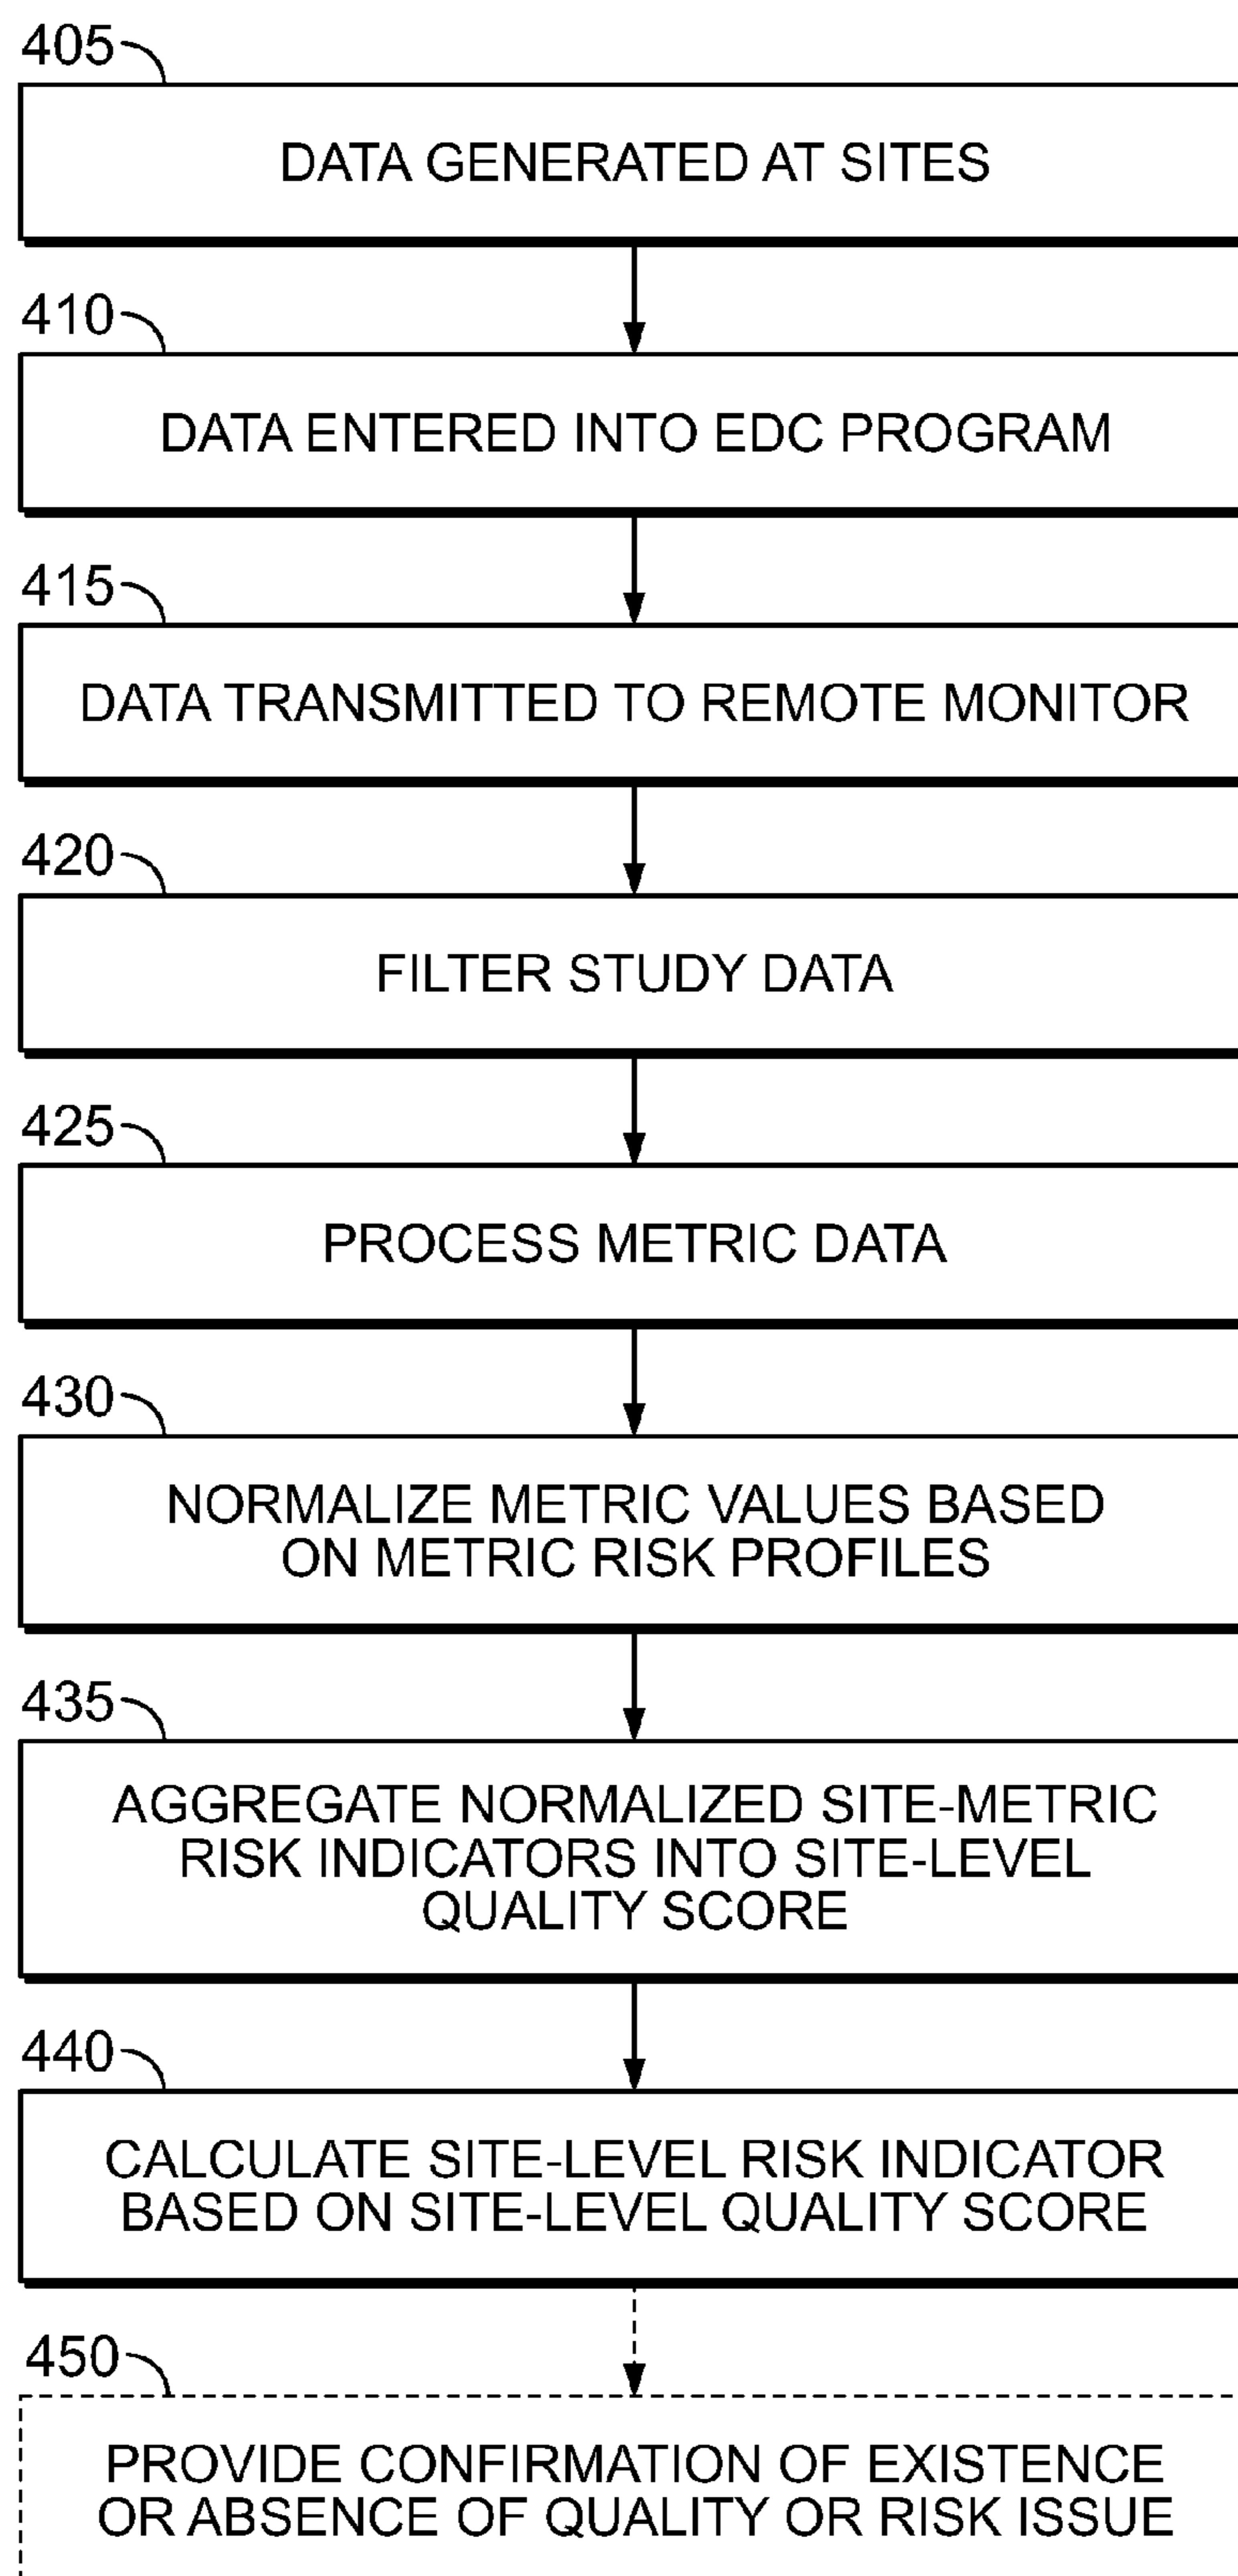 405
DATA GENERATED AT SITES
410
DATA ENTERED INTO EDC PROGRAM
415
DATA TRANSMITTED TO REMOTE MONITOR
420
FILTER STUDY DATA
425
PROCESS METRIC DATA
430
NORMALIZE METRIC VALUES BASED
ON METRIC RISK PROFILES
435
AGGREGATE NORMALIZED SITE-METRIC
RISK INDICATORS INTO SITE-LEVEL
QUALITY SCORE
440
CALCULATE SITE-LEVEL RISK INDICATOR
BASED ON SITE-LEVEL QUALITY SCORE
450
PROVIDE CONFIRMATION OF EXISTENCE
OR ABSENCE OF QUALITY OR RISK ISSUE